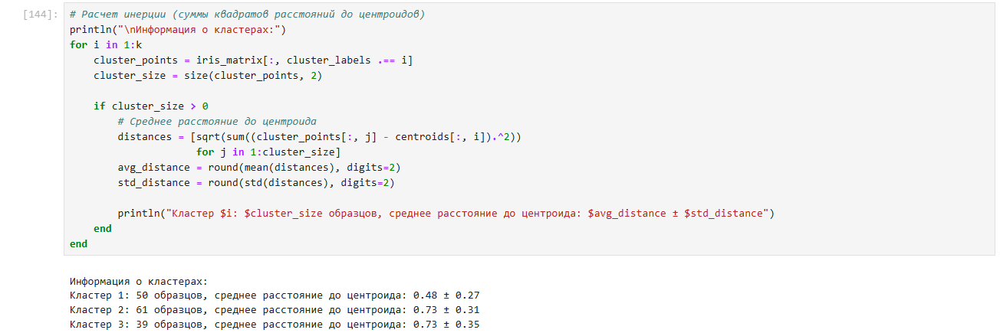 [144]: # Расчет инерции (суммы квадратов расстояний до центроидов)
println("\nИнформация о кластерах:")
for i in 1:k
    cluster_points = iris_matrix[:, cluster_labels .== i]
    cluster_size = size(cluster_points, 2)
    if cluster_size > 0
        # Среднее расстояние до центроида
        distances = [sqrt(sum((cluster_points[:, j] - centroids[:, i]).^2))
                     for j in 1:cluster_size]
        avg_distance = round(mean(distances), digits=2)
        std_distance = round(std(distances), digits=2)
        println("Кластер $i: $cluster_size образцов, среднее расстояние до центроида: $avg_distance ± $std_distance")
    end
end
Информация о кластерах:
Кластер 1: 50 образцов, среднее расстояние до центроида: 0.48 ± 0.27
Кластер 2: 61 образцов, среднее расстояние до центроида: 0.73 ± 0.31
Кластер 3: 39 образцов, среднее расстояние до центроида: 0.73 ± 0.35